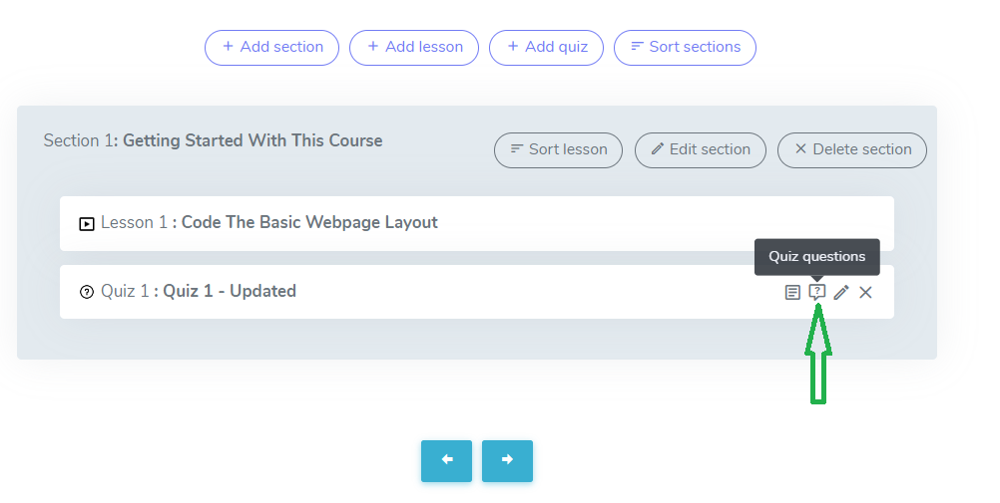 + Add section + Add lesson + Add quiz Sort sections
Section 1: Getting Started With This Course
Sort lesson Edit section × Delete section
Lesson 1 : Code The Basic Webpage Layout
Quiz questions
Quiz 1 : Quiz 1 - Updated